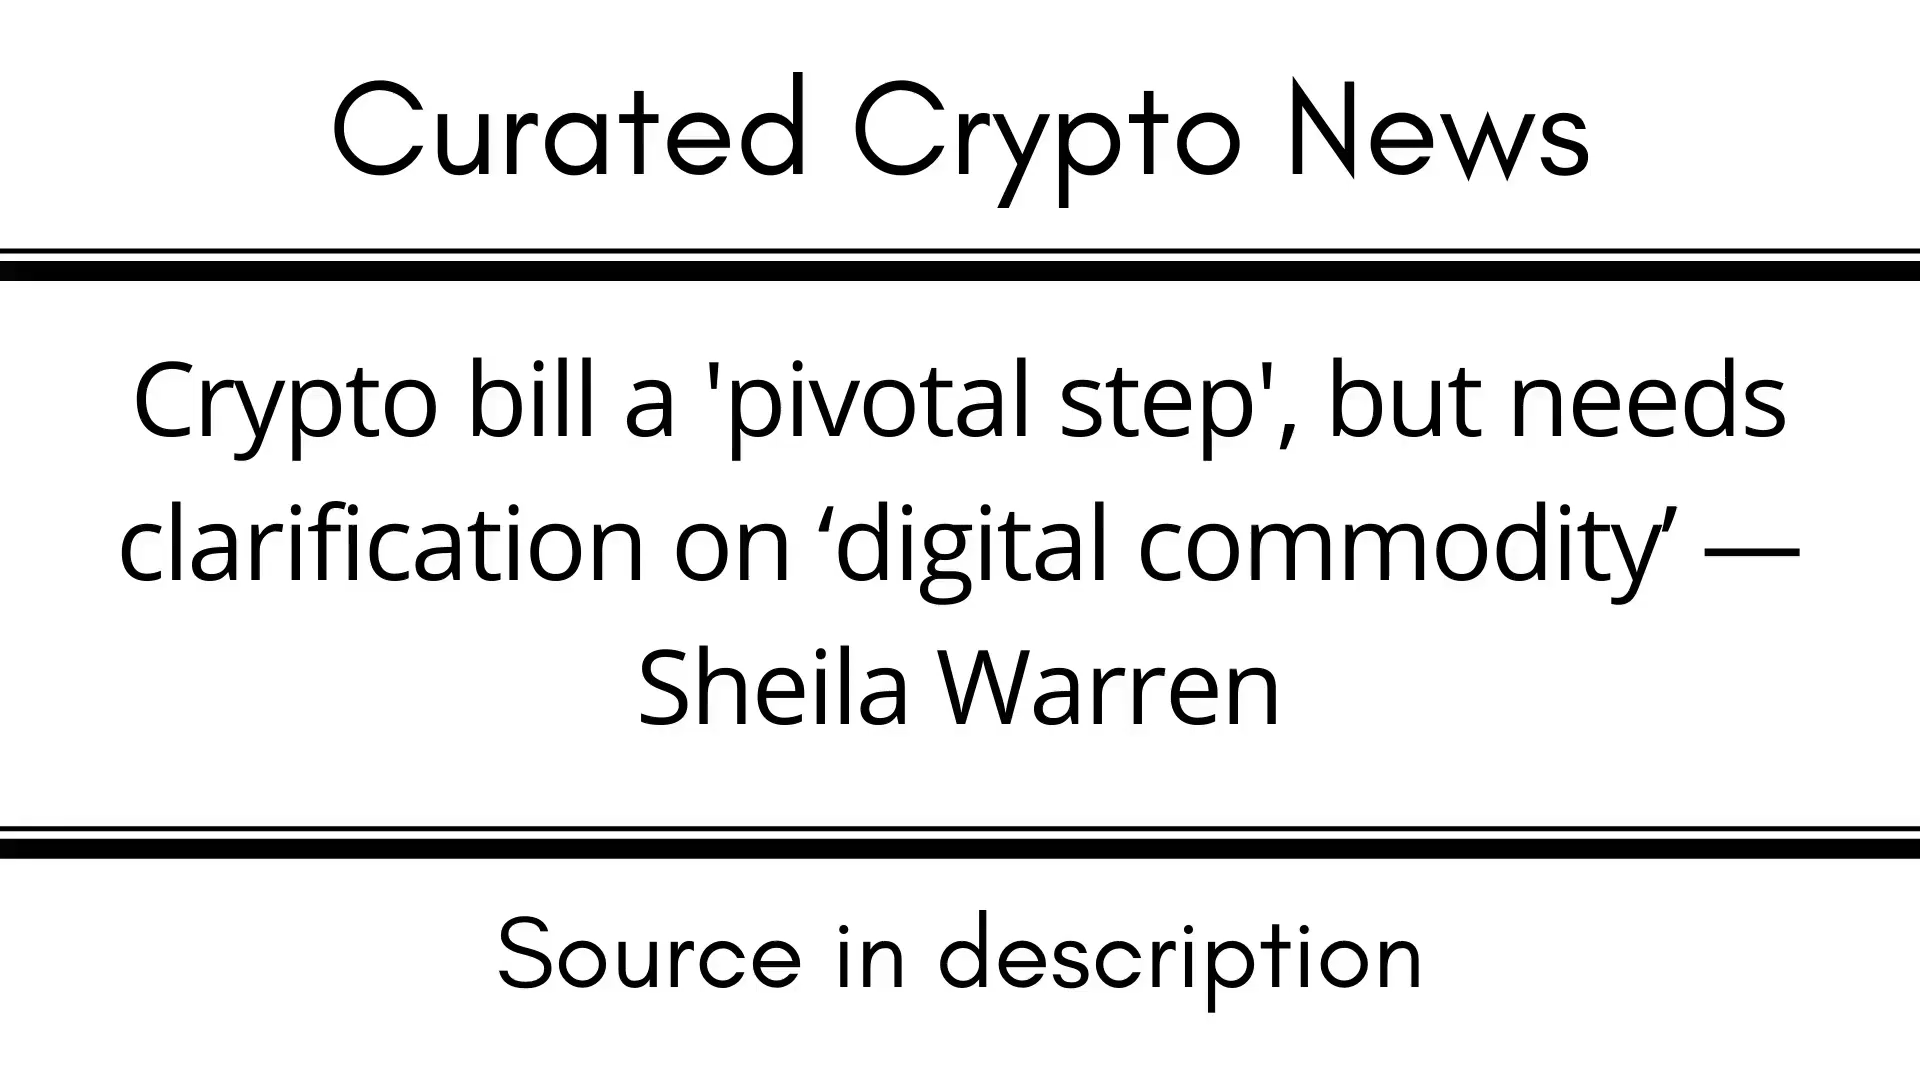 Curated Crypto News
Crypto bill a 'pivotal step', but needs
clarification on ‘digital commodity’ —
Sheila Warren
Source in description